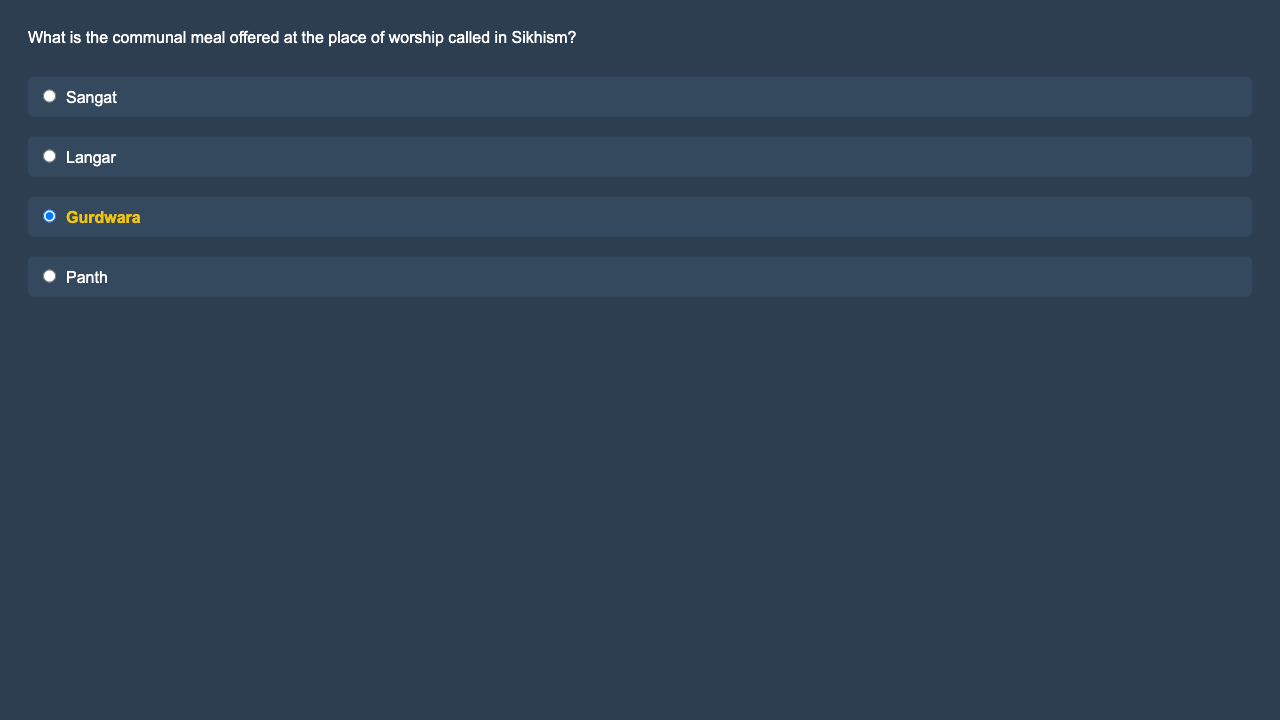 What is the communal meal offered at the place of worship called in Sikhism?
Sangat
Langar
Gurdwara
Panth